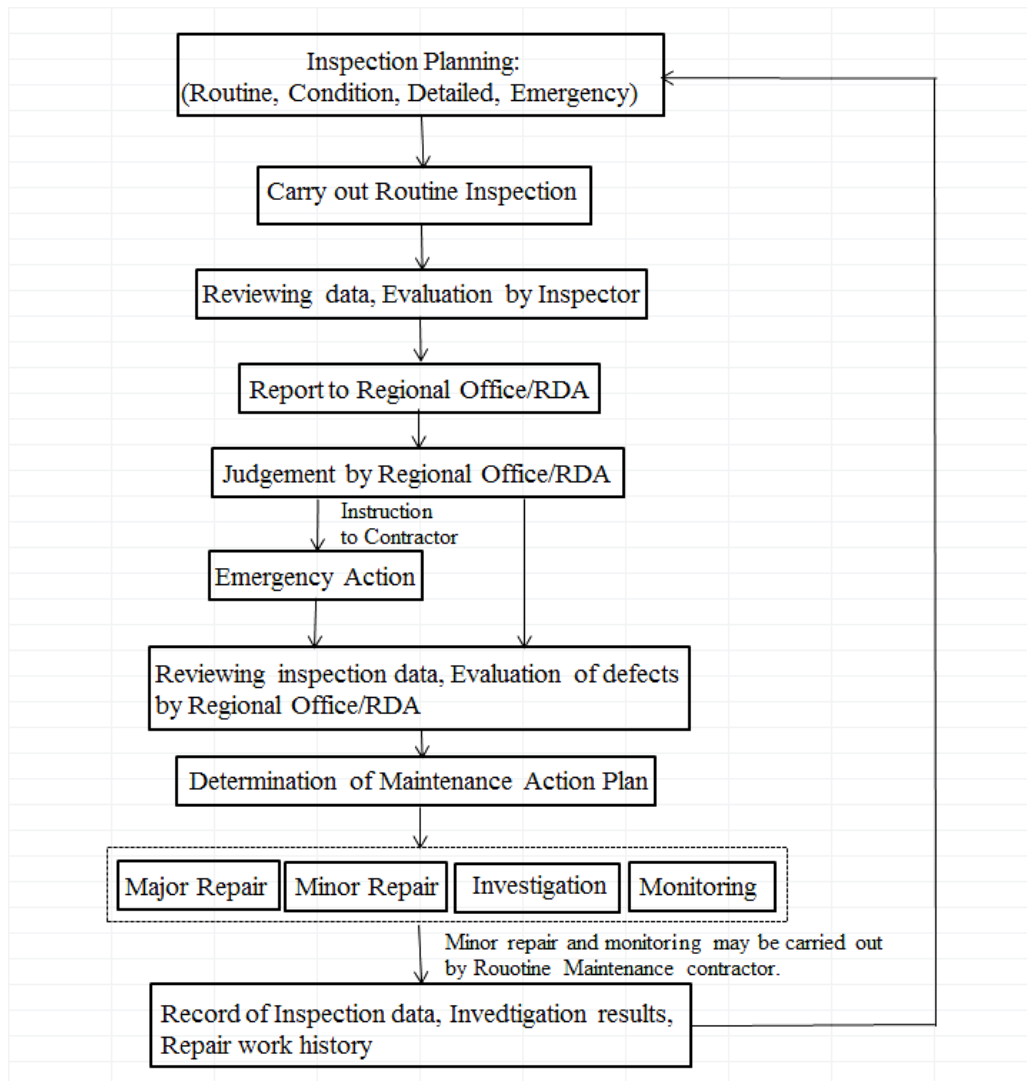 Inspection Planning:
(Routine, Condition, Detailed, Emergency)
Carry out Routine Inspection
Reviewing data, Evaluation by Inspector
Report to Regional Office/RDA
Judgement by Regional Office/RDA
Instruction
to Contractor
Emergency Action
Reviewing inspection data, Evaluation of defects
by Regional Office/RDA
Determination of Maintenance Action Plan
Major Repair
Minor Repair
Investigation
Monitoring
Minor repair and monitoring may be carried out
by Rouotine Maintenance contractor.
Record of Inspection data, Invedtigation results,
Repair work history